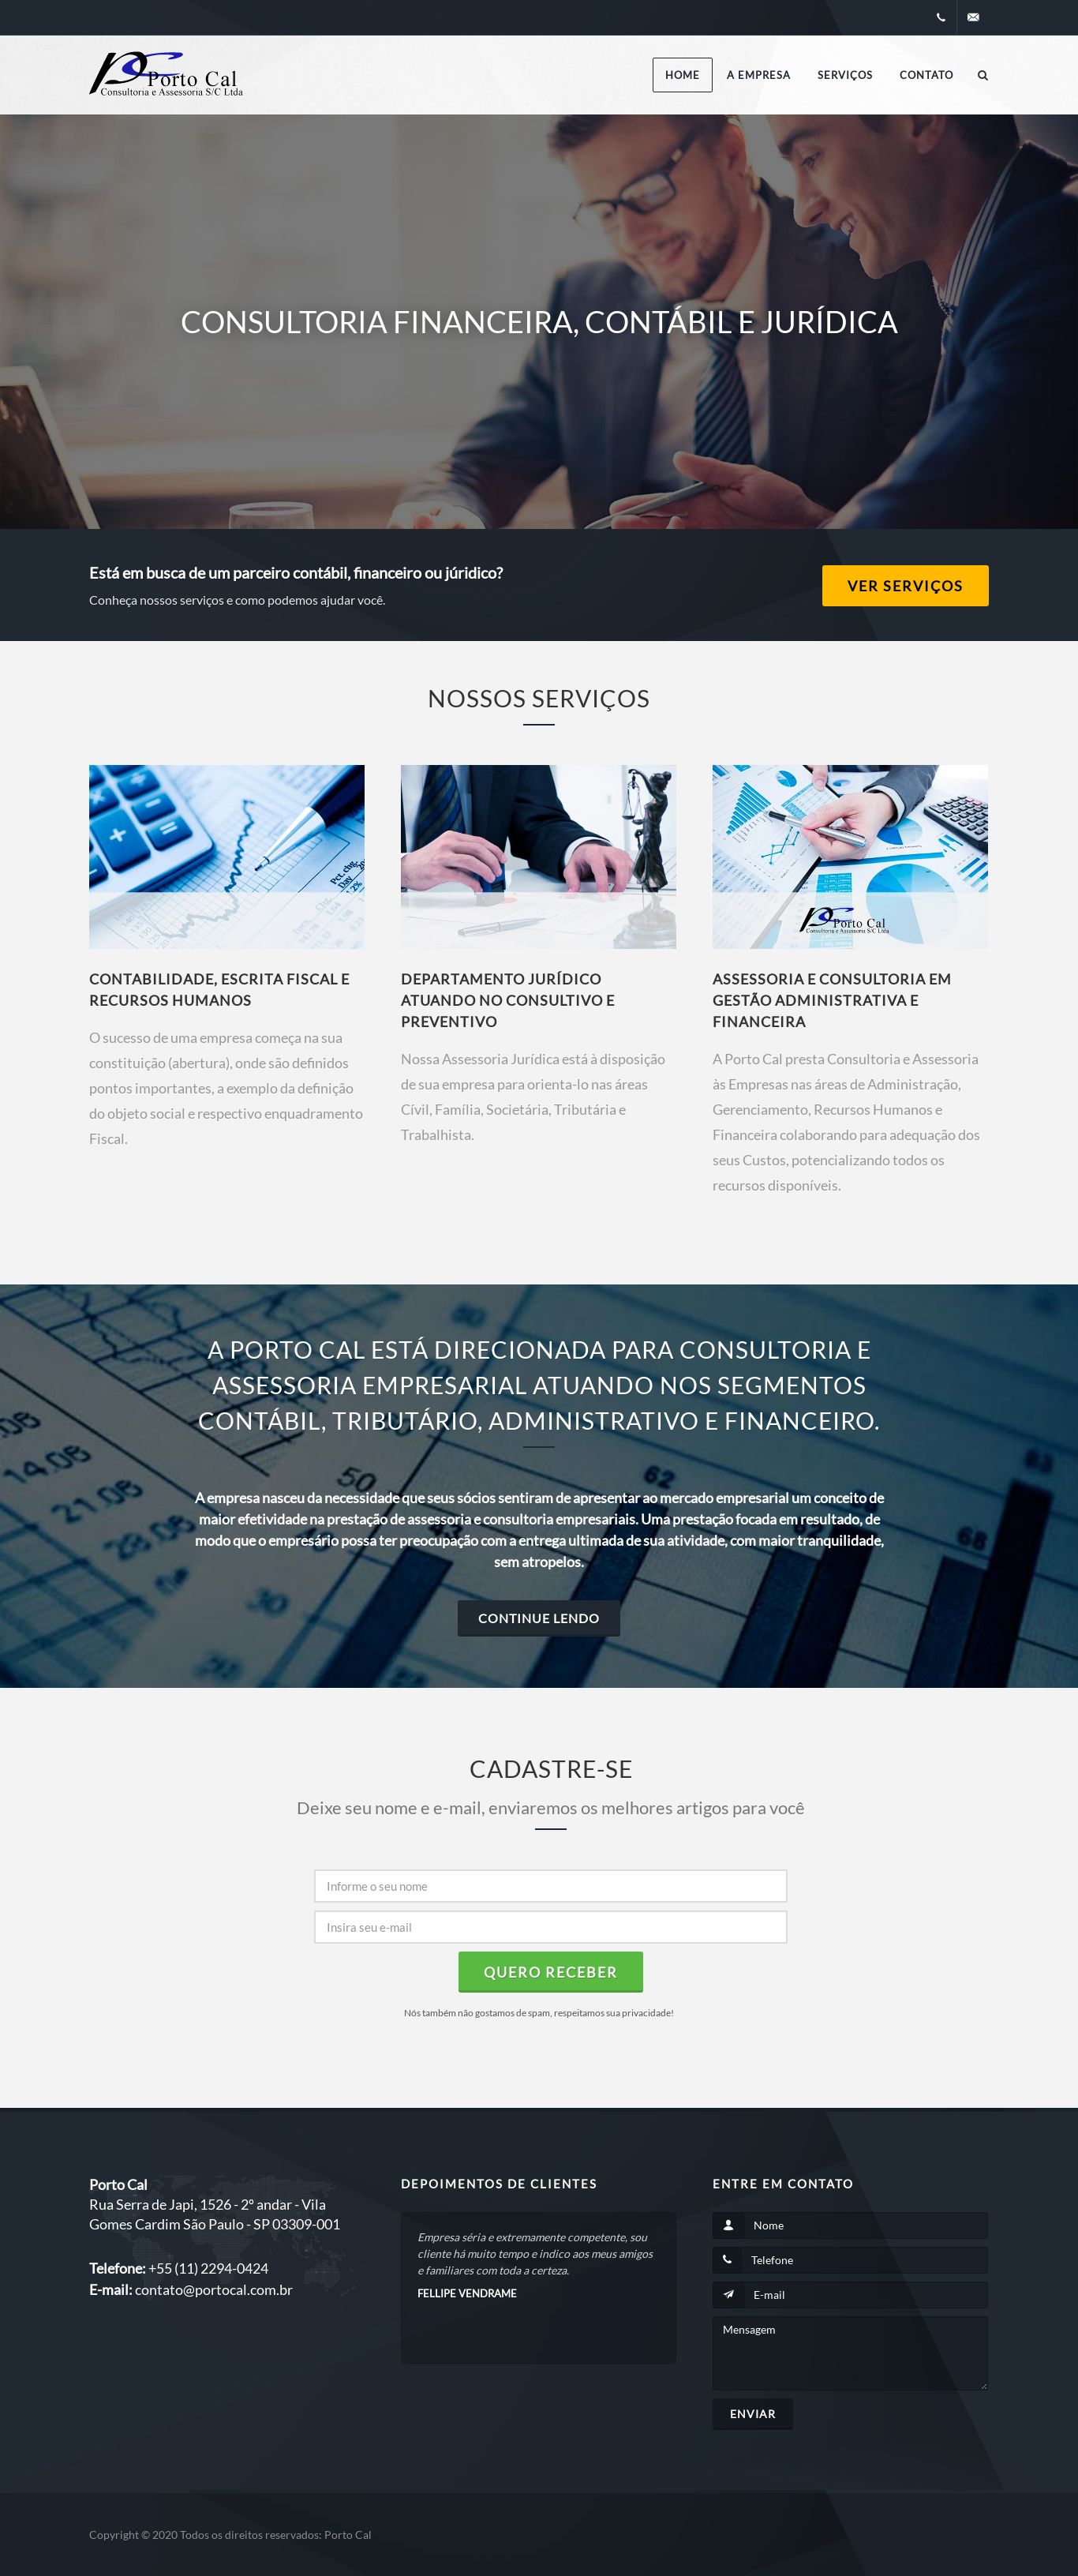 Porto Cal
Consultoria e Assessoria S/C Ltda
HOME
A EMPRESA
SERVIÇOS
CONTATO
CONSULTORIA FINANCEIRA, CONTÁBIL E JURÍDICA
Está em busca de um parceiro contábil, financeiro ou júridico?
Conheça nossos serviços e como podemos ajudar você.
VER SERVIÇOS
NOSSOS SERVIÇOS
Porto Cal
Consultoria e Assessoria S/C Ltda
CONTABILIDADE, ESCRITA FISCAL E
RECURSOS HUMANOS
O sucesso de uma empresa começa na sua
constituição (abertura), onde são definidos
pontos importantes, a exemplo da definição
do objeto social e respectivo enquadramento
Fiscal.
DEPARTAMENTO JURÍDICO
ATUANDO NO CONSULTIVO E
PREVENTIVO
Nossa Assessoria Jurídica está à disposição
de sua empresa para orienta-lo nas áreas
Cívil, Família, Societária, Tributária e
Trabalhista.
ASSESSORIA E CONSULTORIA EM
GESTÃO ADMINISTRATIVA E
FINANCEIRA
A Porto Cal presta Consultoria e Assessoria
às Empresas nas áreas de Administração,
Gerenciamento, Recursos Humanos e
Financeira colaborando para adequação dos
seus Custos, potencializando todos os
recursos disponíveis.
A PORTO CAL ESTÁ DIRECIONADA PARA CONSULTORIA E
ASSESSORIA EMPRESARIAL ATUANDO NOS SEGMENTOS
CONTÁBIL, TRIBUTÁRIO, ADMINISTRATIVO E FINANCEIRO.
A empresa nasceu da necessidade que seus sócios sentiram de apresentar ao mercado empresarial um conceito de
maior efetividade na prestação de assessoria e consultoria empresariais. Uma prestação focada em resultado, de
modo que o empresário possa ter preocupação com a entrega ultimada de sua atividade, com maior tranquilidade,
sem atropelos.
CONTINUE LENDO
CADASTRE-SE
Deixe seu nome e e-mail, enviaremos os melhores artigos para você
Informe o seu nome
Insira seu e-mail
QUERO RECEBER
Nós também não gostamos de spam, respeitamos sua privacidade!
Porto Cal
Rua Serra de Japi, 1526 - 2º andar - Vila
Gomes Cardim São Paulo - SP 03309-001
Telefone: +55 (11) 2294-0424
E-mail: contato@portocal.com.br
DEPOIMENTOS DE CLIENTES
Empresa séria e extremamente competente, sou
cliente há muito tempo e indico aos meus amigos
e familiares com toda a certeza.
FELLIPE VENDRAME
ENTRE EM CONTATO
Nome
Telefone
E-mail
Mensagem
ENVIAR
Copyright © 2020 Todos os direitos reservados: Porto Cal